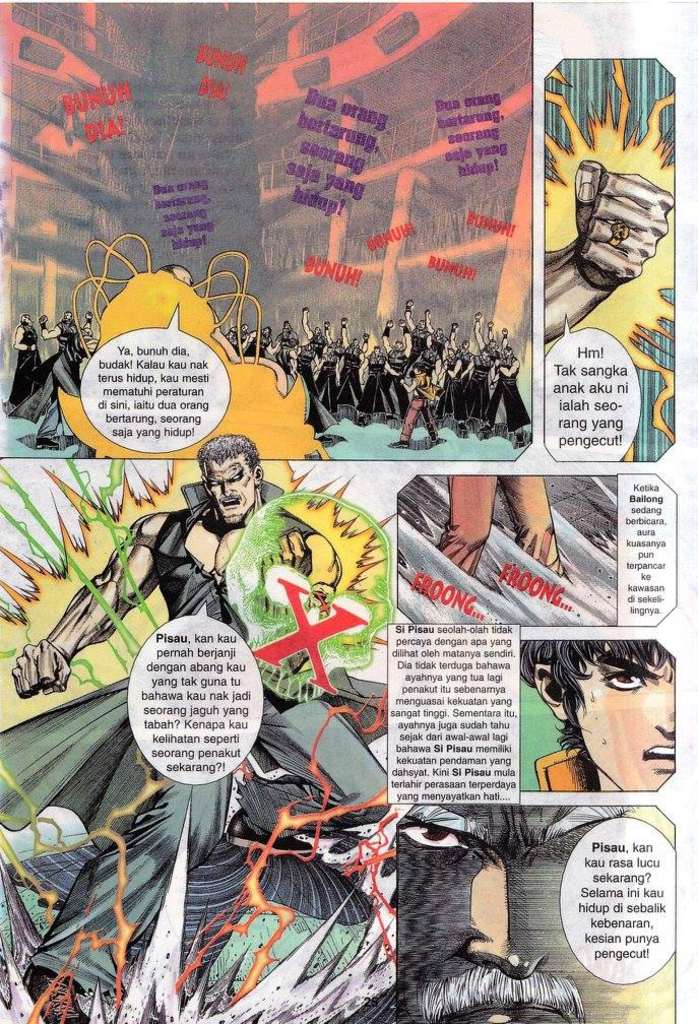 BUNUH
DIA!
BUNUH
DIA!
Dua orang
bertarung,
seorang
saja yang
hidup!
Dua orang
bertarung,
seorang
saja yang
hidup!
Dua orang
bertarung,
seorang
saja yang
hidup!
BUNUH!
BUNUH!
BUNUH!
BUNUH!
Ya, bunuh dia,
budak! Kalau kau nak
terus hidup, kau mesti
mematuhi peraturan
di sini, iaitu dua orang
bertarung, seorang
saja yang hidup!
Hm!
Tak sangka
anak aku ni
ialah seo-
rang yang
pengecut!
Pisau, kan kau
pernah berjanji
dengan abang kau
yang tak guna tu
bahawa kau nak jadi
seorang jaguh yang
tabah? Kenapa kau
kelihatan seperti
seorang penakut
sekarang?!
X
Ketika
Bailong
sedang
berbicara,
aura
kuasanya
pun
terpancar
ke
kawasan
di sekeli-
lingnya.
FROONG...
FROONG...
Si Pisau seolah-olah tidak
percaya dengan apa yang
dilihat oleh matanya sendiri.
Dia tidak terduga bahawa
ayahnya yang tua lagi
penakut itu sebenarnya
menguasai kekuatan yang
sangat tinggi. Sementara itu,
ayahnya juga sudah tahu
sejak dari awal-awal lagi
bahawa Si Pisau memiliki
kekuatan pendaman yang
dahsyat. Kini Si Pisau mula
terlahir perasaan terperdaya
yang menyayatkan hati....
Pisau, kan
kau rasa lucu
sekarang?
Selama ini kau
hidup di sebalik
kebenaran,
kesian punya
pengecut!